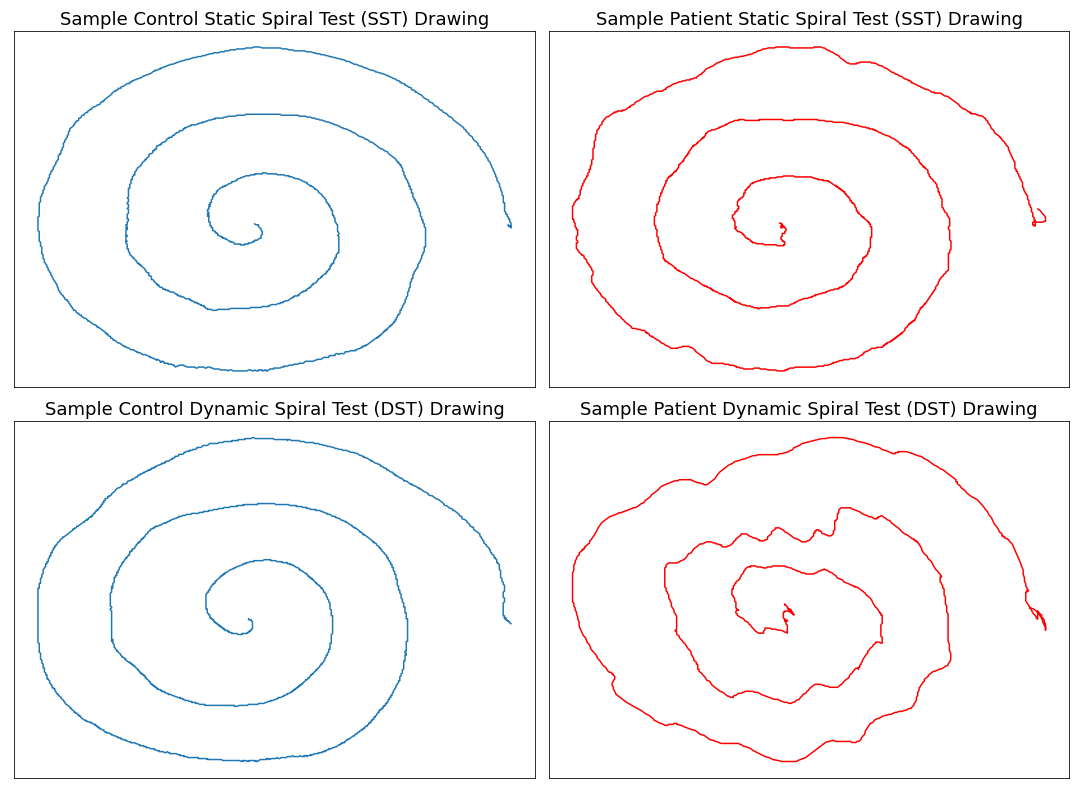 Sample Control Static Spiral Test (SST) Drawing
Sample Patient Static Spiral Test (SST) Drawing
Sample Control Dynamic Spiral Test (DST) Drawing
Sample Patient Dynamic Spiral Test (DST) Drawing